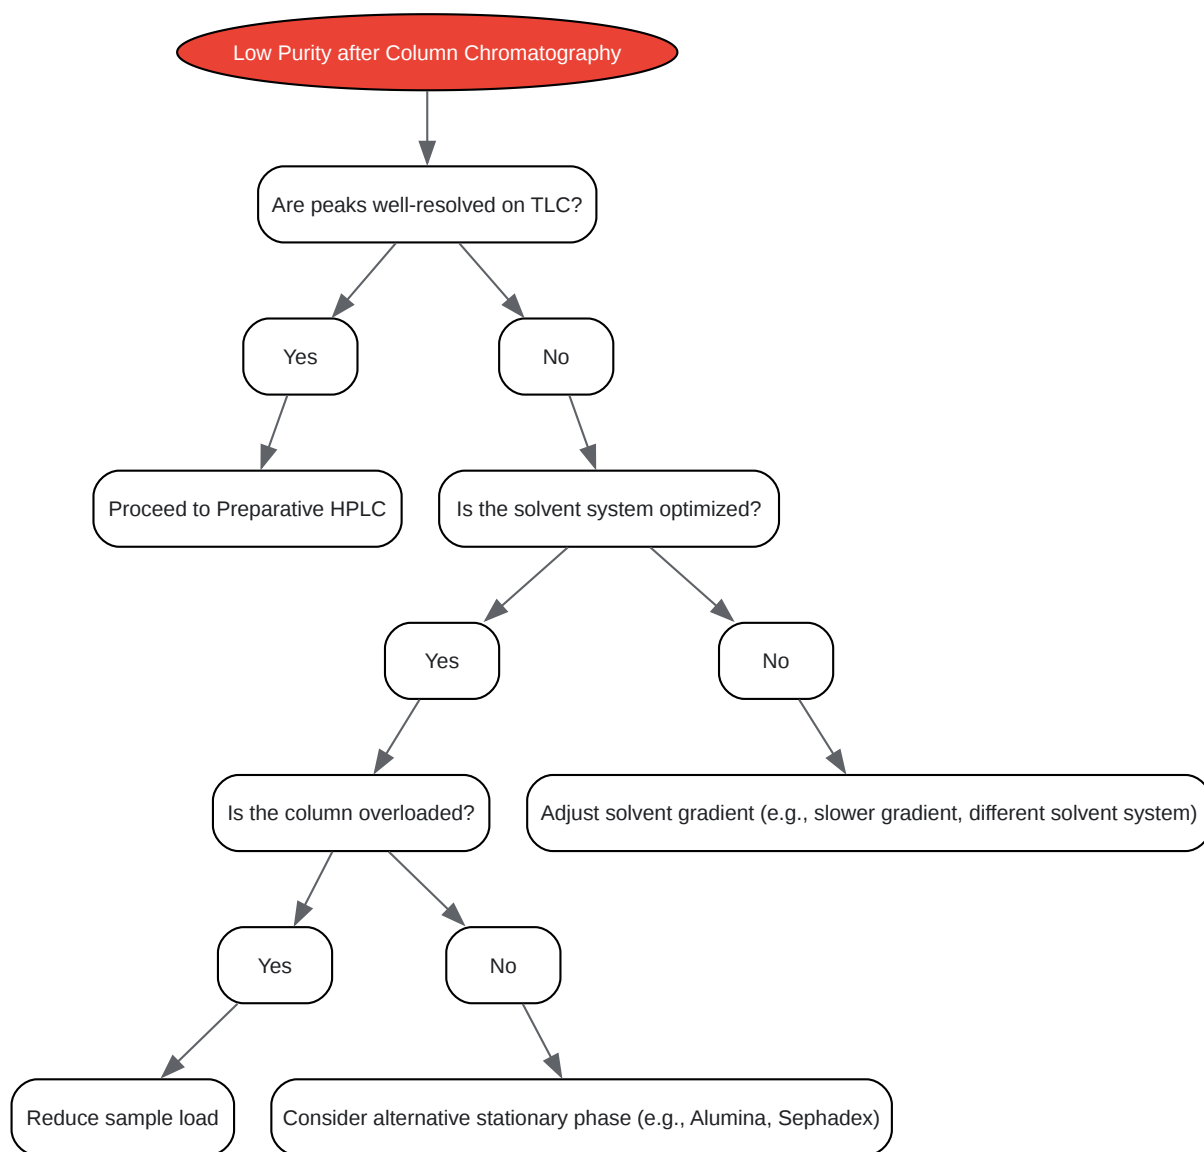 Low Purity after Column Chromatography
Are peaks well-resolved on TLC?
Yes
No
Proceed to Preparative HPLC
Is the solvent system optimized?
Yes
No
Is the column overloaded?
Adjust solvent gradient (e.g., slower gradient, different solvent system)
Yes
No
Reduce sample load
Consider alternative stationary phase (e.g., Alumina, Sephadex)